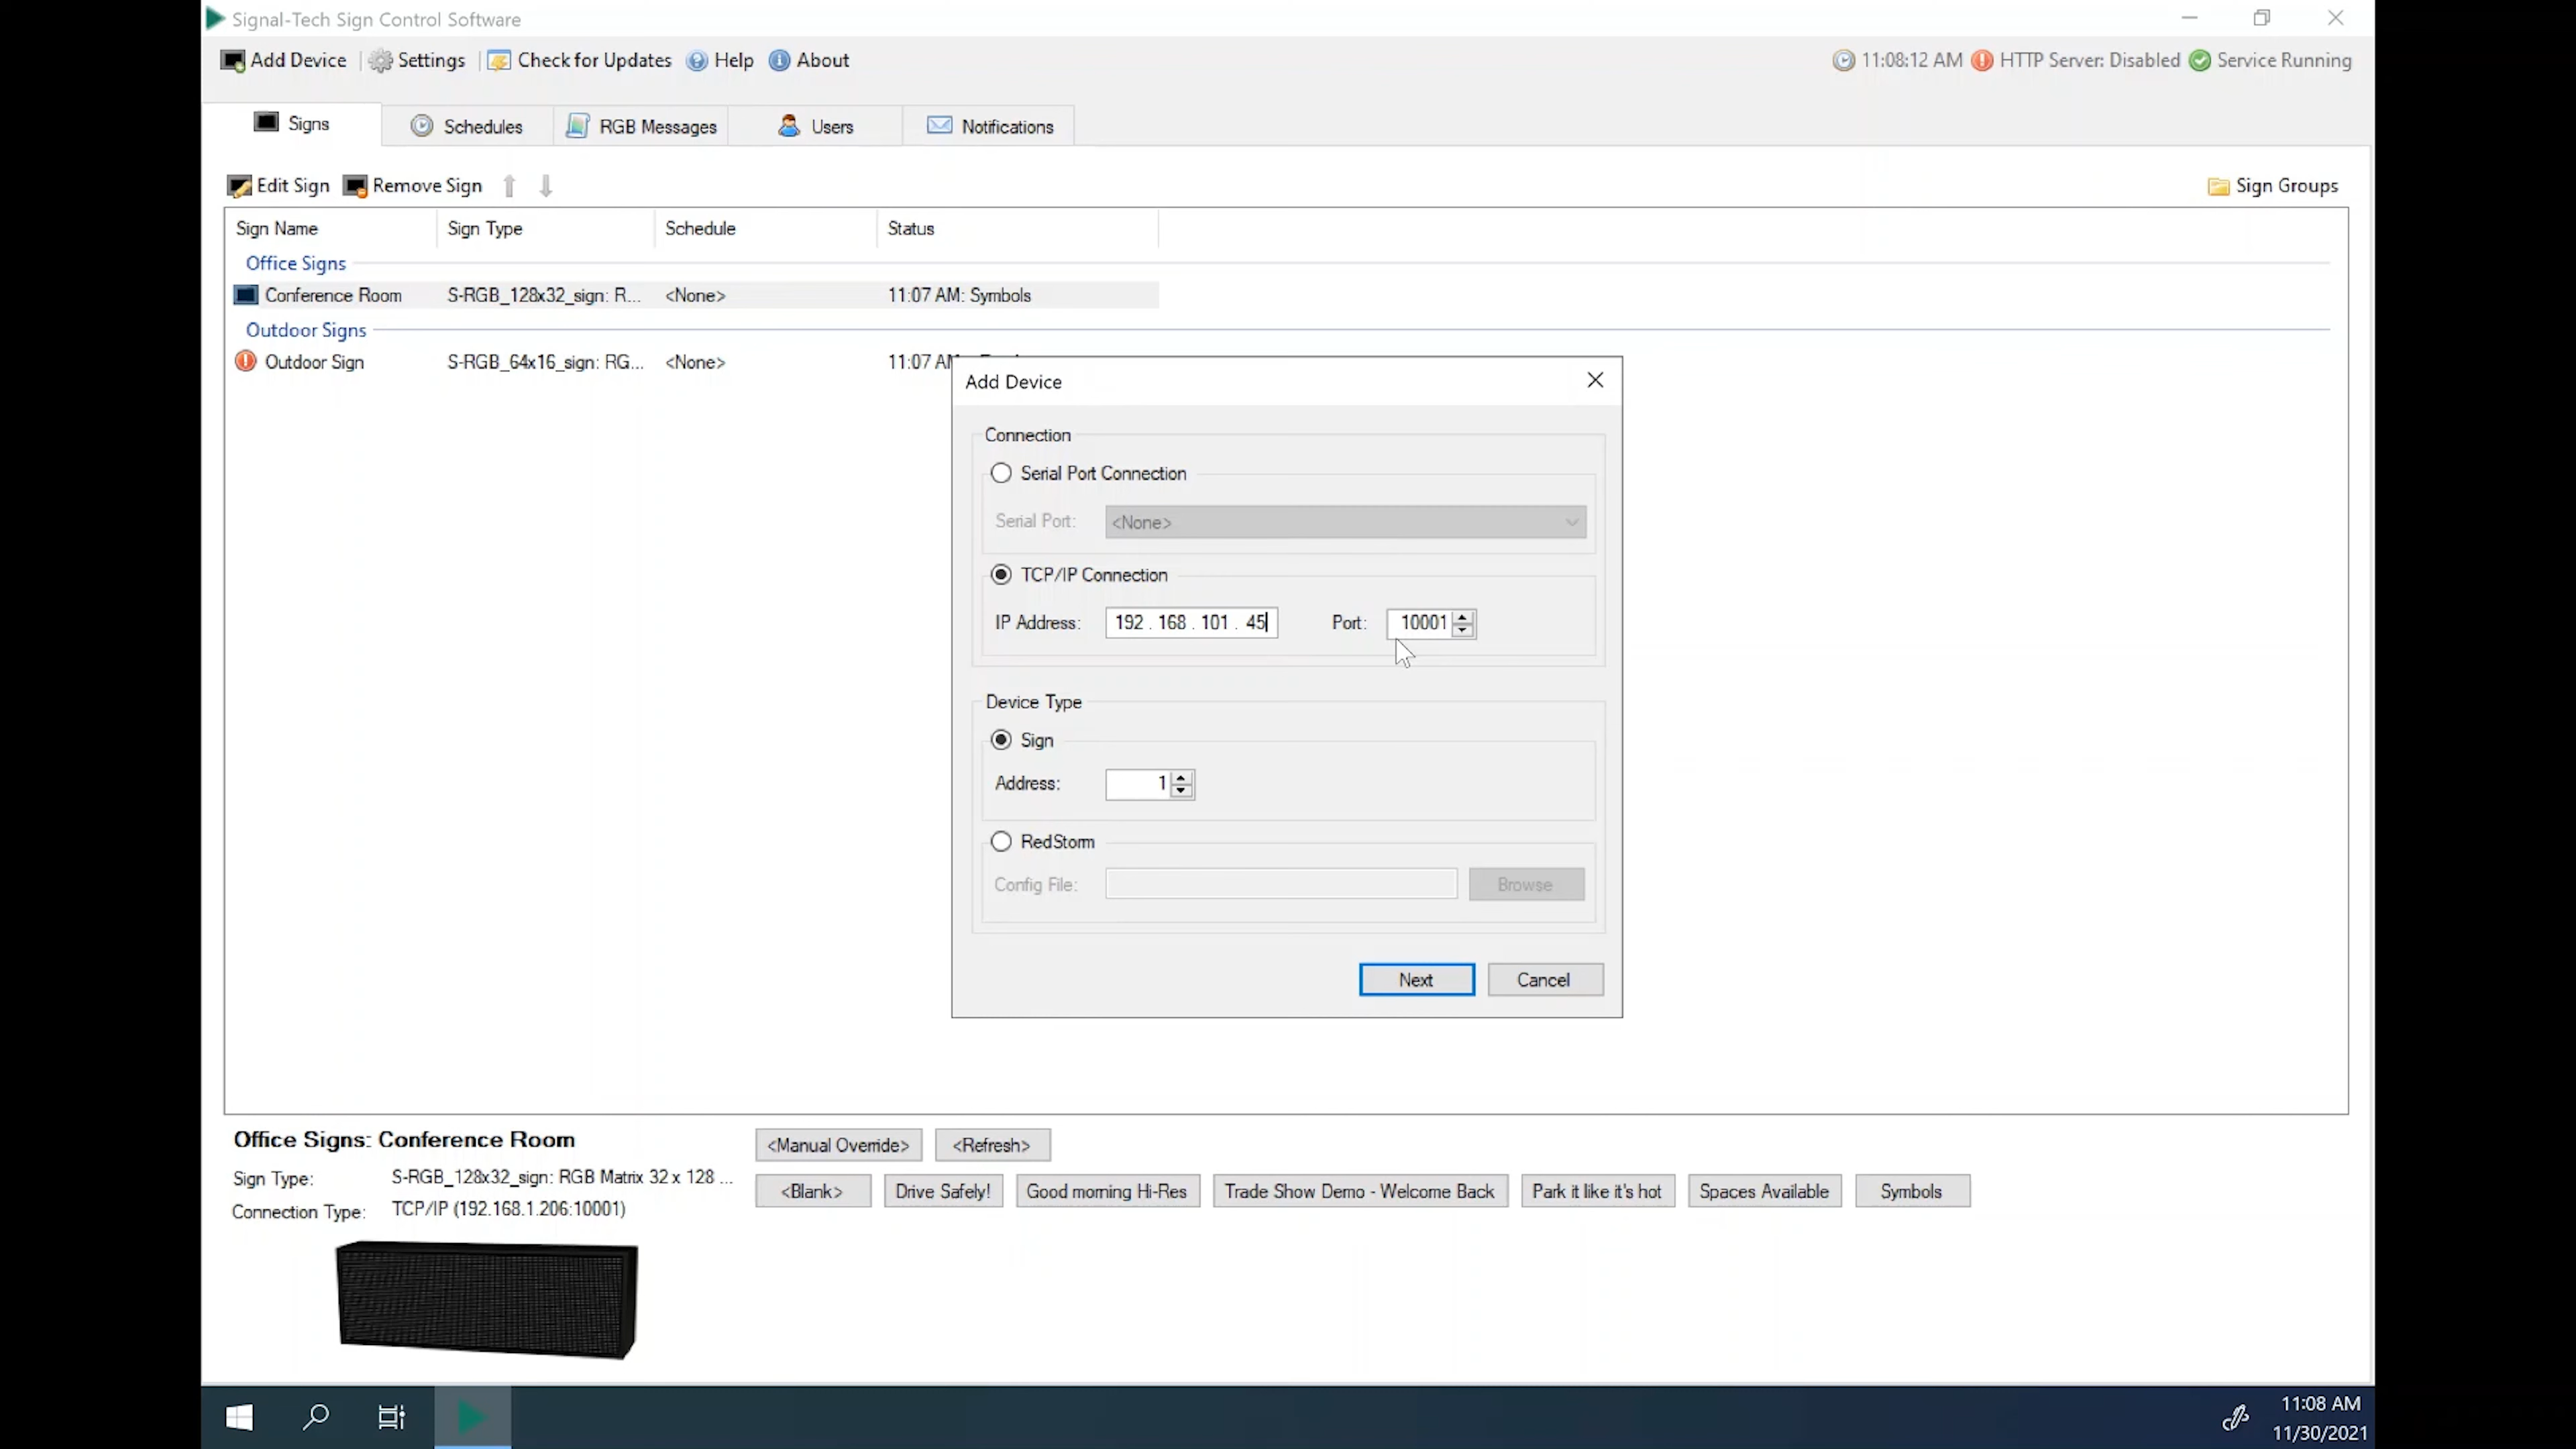 Signal-Tech Sign Control Software
Add Device Settings Check for Updates Help About 11:08:12 AM HTTP Server: Disabled Service Running
Signs Schedules RGB Messages Users Notifications
Edit Sign Remove Sign Sign Groups
Sign Name Sign Type Schedule Status
Office Signs
Conference Room S-RGB_128x32_sign: R... <None> 11:07 AM: Symbols
Outdoor Signs
Outdoor Sign S-RGB_64x16_sign: RG... <None> 11:07
Add Device
Connection
Serial Port Connection
Serial Port: <None>
TCP/IP Connection
IP Address: 192 . 168 . 101 . 45 Port: 10001
Device Type
Sign
Address: 1
RedStorm
Config File: Browse
Next Cancel
Office Signs: Conference Room <Manual Override> <Refresh>
Sign Type: S-RGB_128x32_sign: RGB Matrix 32 x 128 ... <Blank> Drive Safely! Good morning Hi-Res Trade Show Demo - Welcome Back Park it like it's hot Spaces Available Symbols
Connection Type: TCP/IP (192.168.1.206:10001)
11:08 AM
11/30/2021